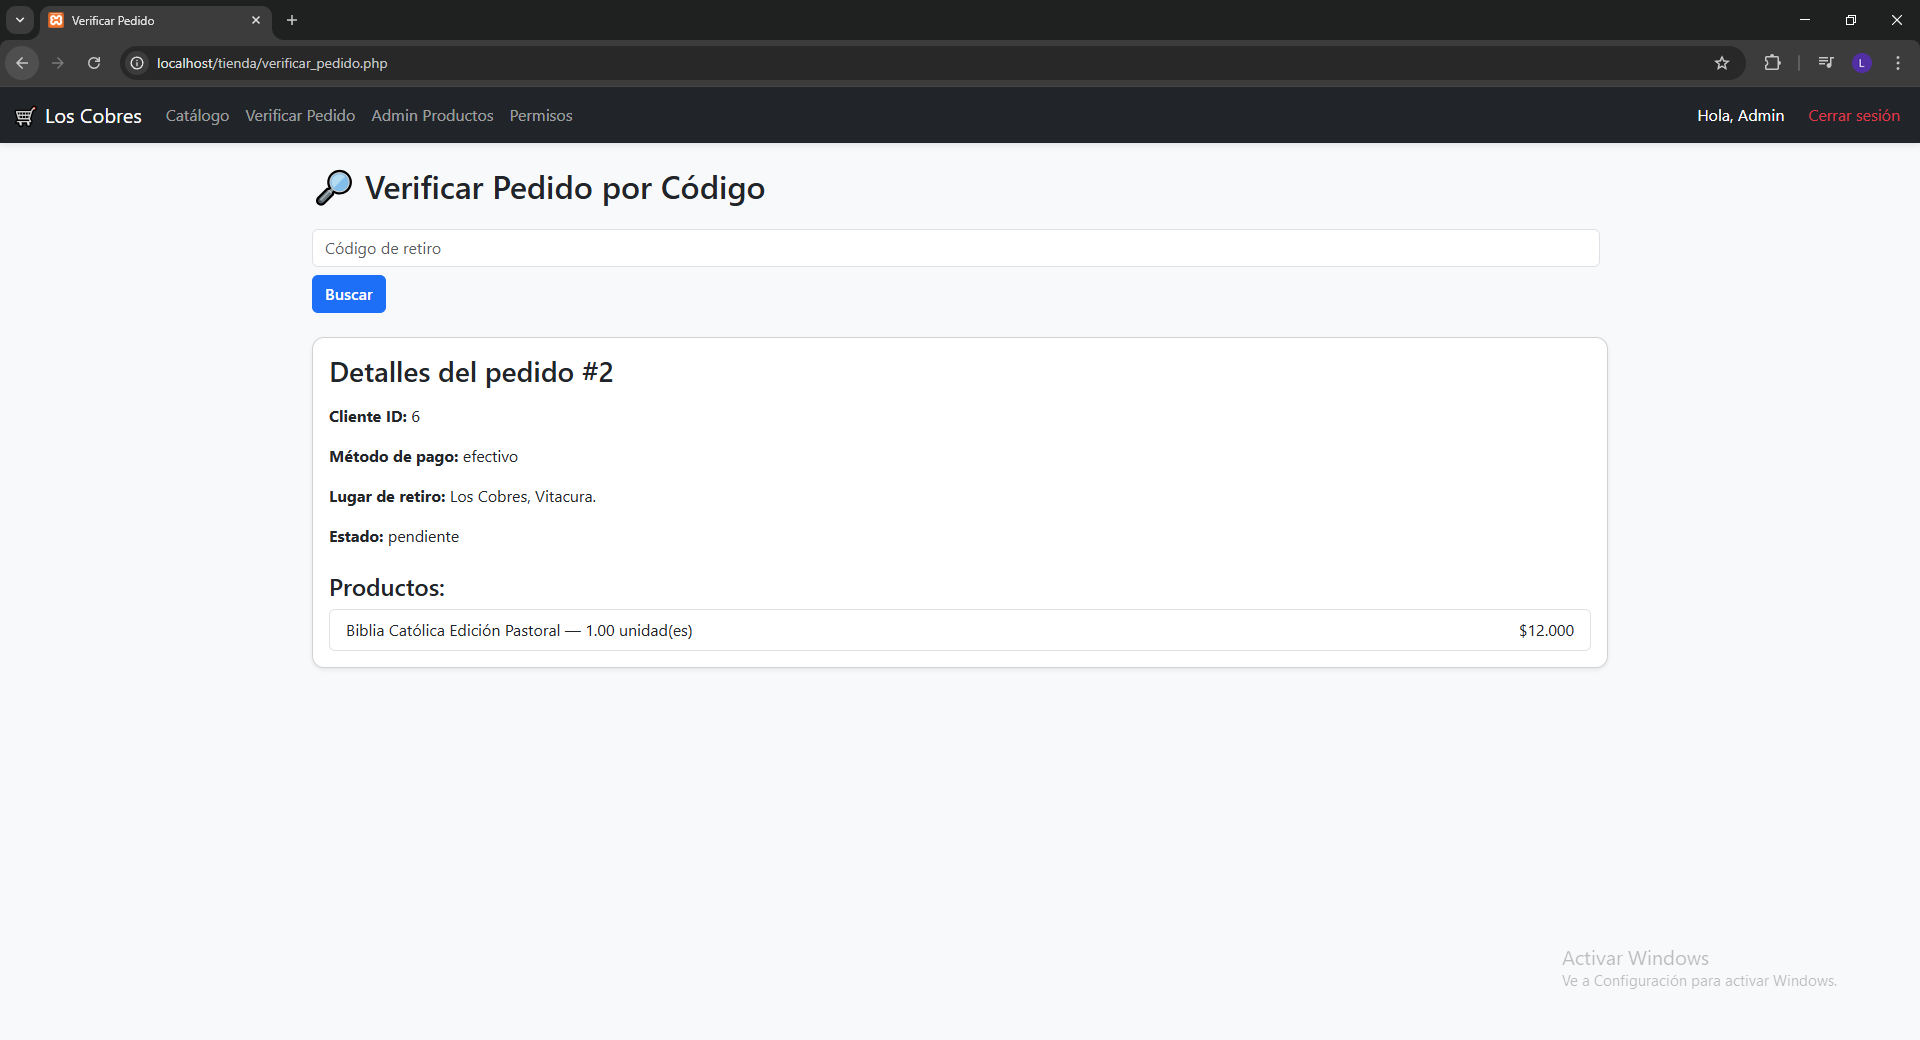 Verificar Pedido
localhost/tienda/verificar_pedido.php
L
Los Cobres Catálogo Verificar Pedido Admin Productos Permisos Hola, Admin Cerrar sesión
Verificar Pedido por Código
Código de retiro
Buscar
Detalles del pedido #2
Cliente ID: 6
Método de pago: efectivo
Lugar de retiro: Los Cobres, Vitacura.
Estado: pendiente
Productos:
Biblia Católica Edición Pastoral — 1.00 unidad(es) $12.000
Activar Windows
Ve a Configuración para activar Windows.